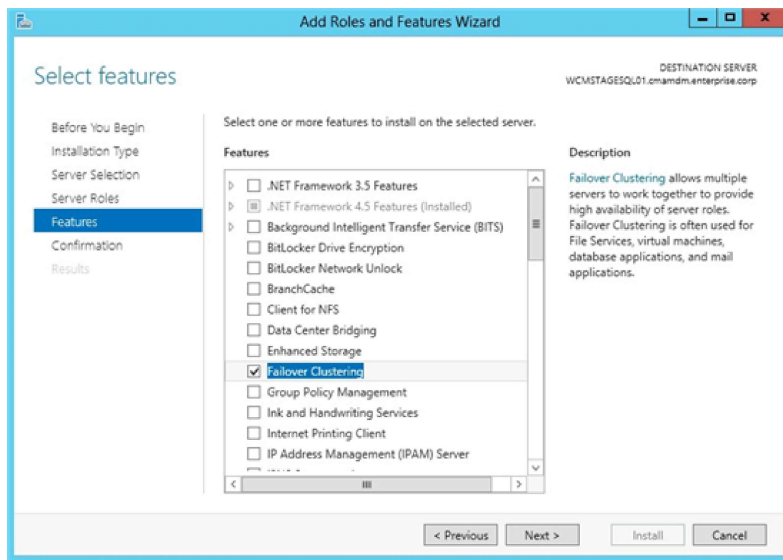 Add Roles and Features Wizard
Select features
DESTINATION SERVER
WCMSTAGESQL01.cmamdm.enterprise.corp
Before You Begin
Installation Type
Server Selection
Server Roles
Features
Confirmation
Results
Select one or more features to install on the selected server.
Features
.NET Framework 3.5 Features
.NET Framework 4.5 Features (Installed)
Background Intelligent Transfer Service (BITS)
BitLocker Drive Encryption
BitLocker Network Unlock
BranchCache
Client for NFS
Data Center Bridging
Enhanced Storage
Failover Clustering
Group Policy Management
Ink and Handwriting Services
Internet Printing Client
IP Address Management (IPAM) Server
Description
Failover Clustering allows multiple
servers to work together to provide
high availability of server roles.
Failover Clustering is often used for
File Services, virtual machines,
database applications, and mail
applications.
< Previous
Next >
Install
Cancel